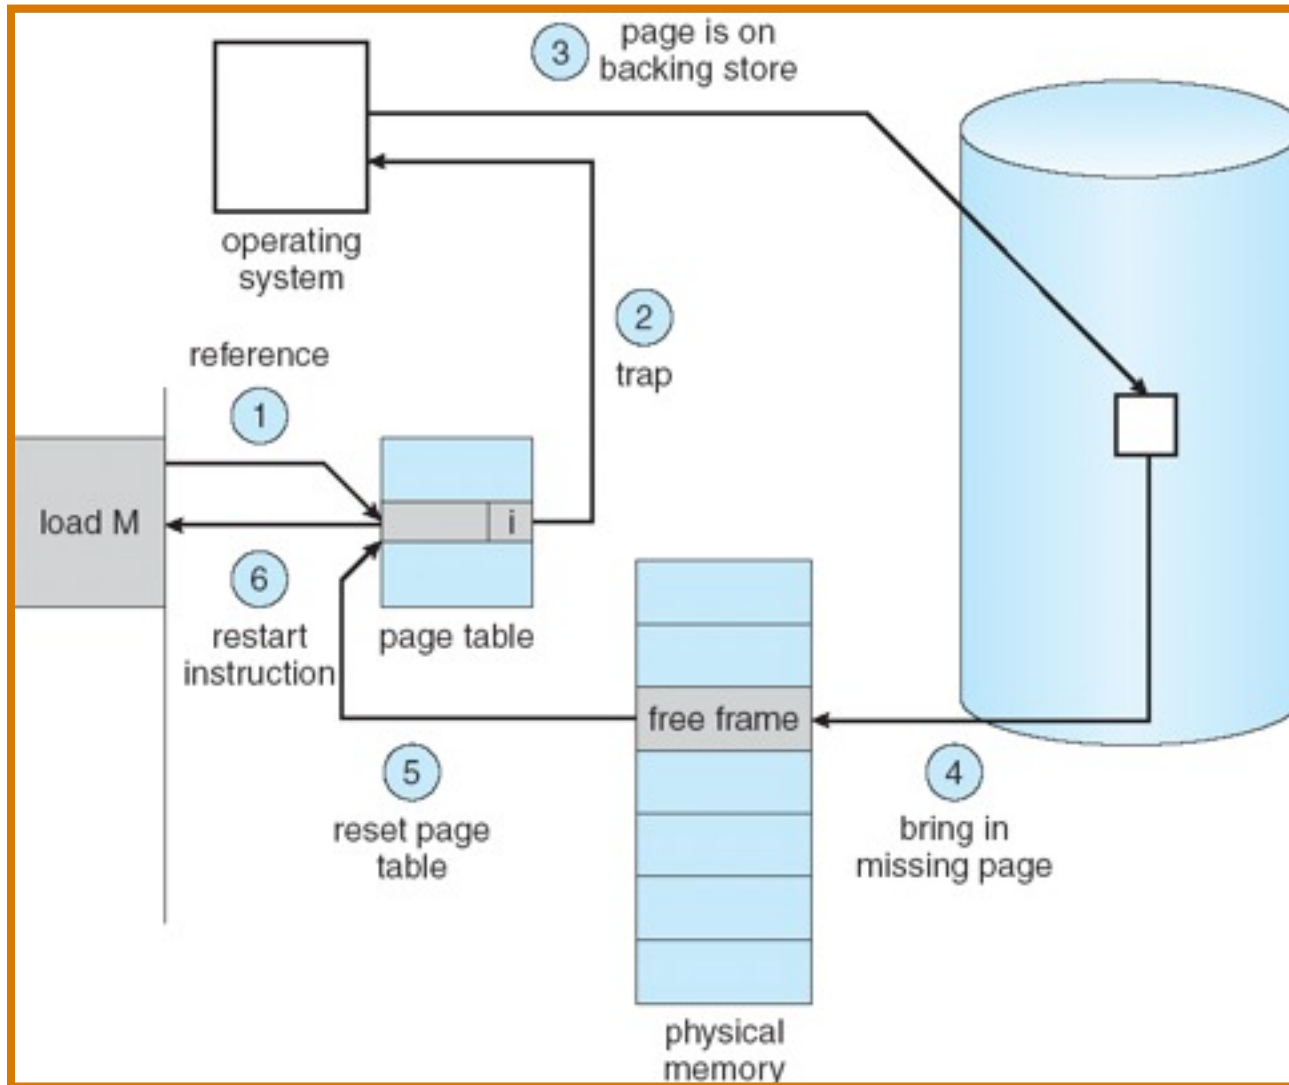 3
page is on
backing store
operating
system
2
trap
reference
1
load M
i
6
restart
instruction
page table
free frame
5
reset page
table
4
bring in
missing page
physical
memory